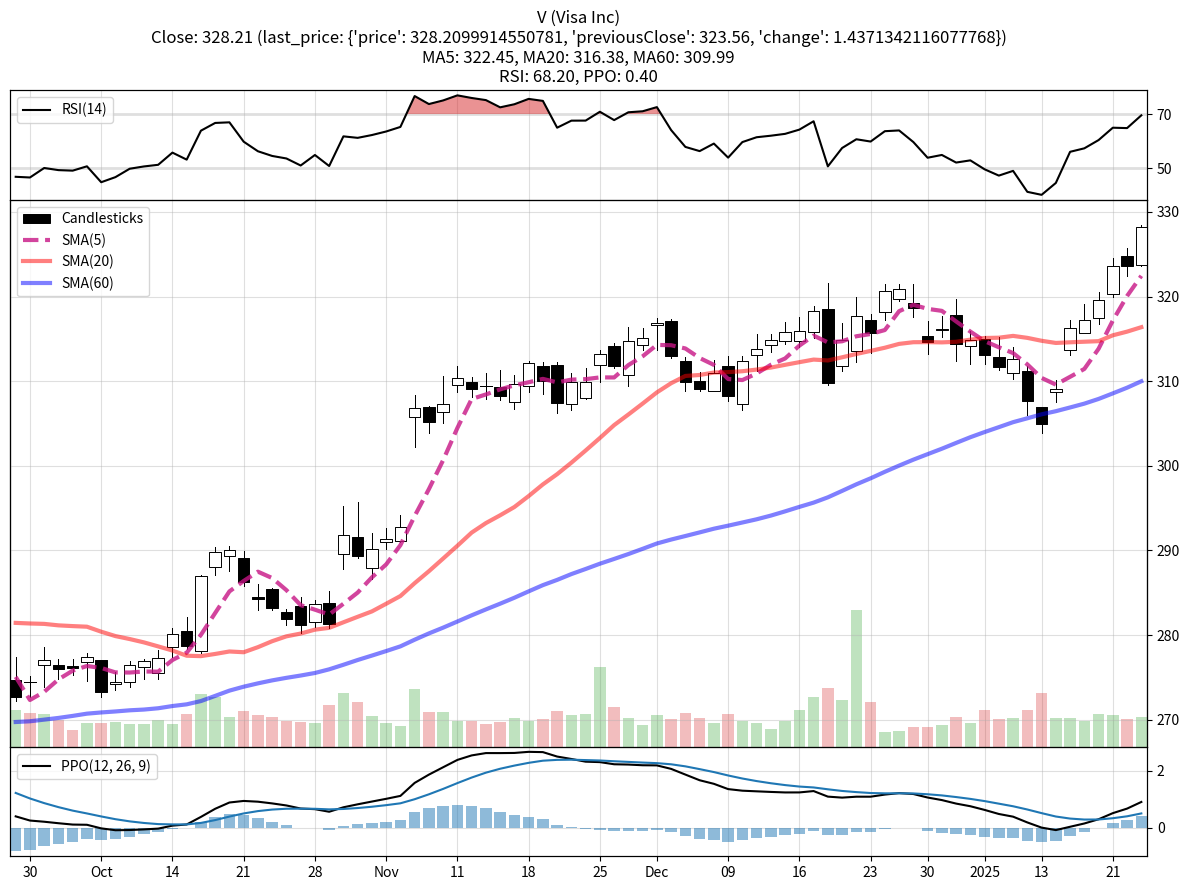 V (Visa Inc)
Close: 328.21 (last_price: {'price': 328.2099914550781, 'previousClose': 323.56, 'change': 1.4371342116077768})
MA5: 322.45, MA20: 316.38, MA60: 309.99
RSI: 68.20, PPO: 0.40
RSI(14)
70
50
Candlesticks
SMA(5)
SMA(20)
SMA(60)
330
320
310
300
290
280
270
PPO(12, 26, 9)
2
0
30 Oct 14 21 28 Nov 11 18 25 Dec 09 16 23 30 2025 13 21